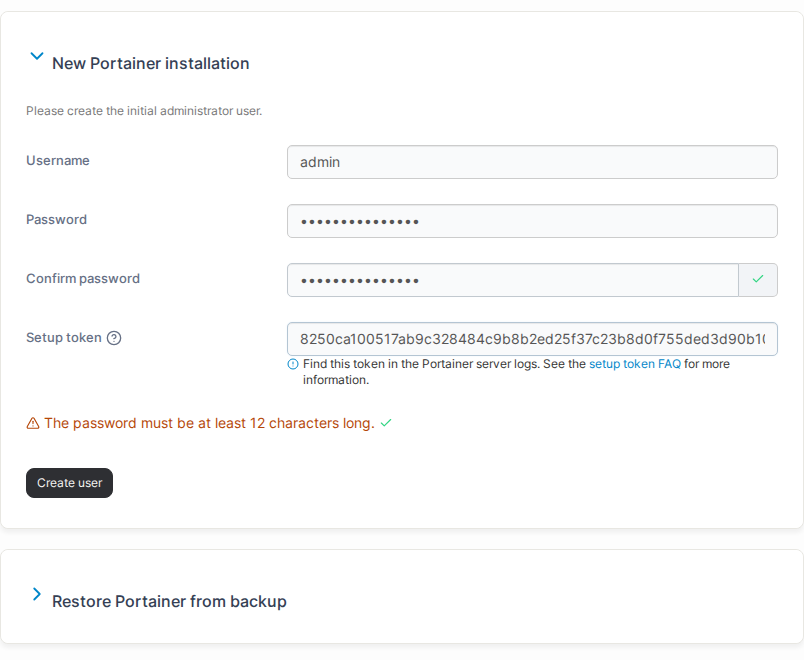 New Portainer installation
Please create the initial administrator user.
Username
admin
Password
•••••••••••••••
Confirm password
•••••••••••••••
Setup token
8250ca100517ab9c328484c9b8b2ed25f37c23b8d0f755ded3d90b10
Find this token in the Portainer server logs. See the setup token FAQ for more
information.
The password must be at least 12 characters long.
Create user
Restore Portainer from backup